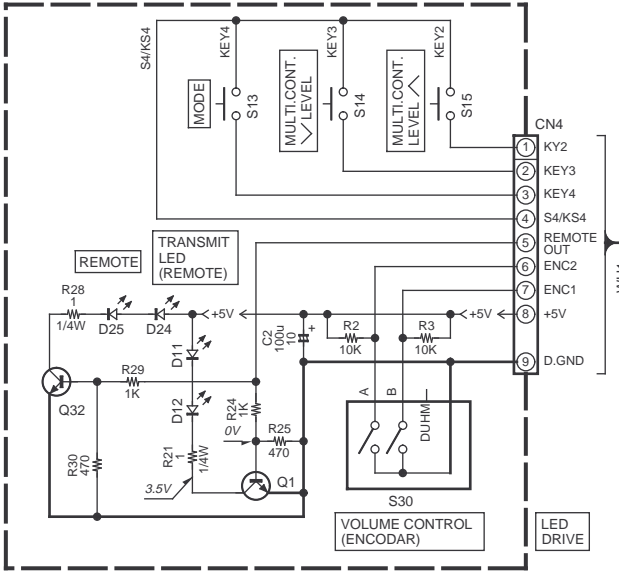 S4/KS4
KEY4
KEY3
KEY2
MODE
S13
MULTI.CONT.
LEVEL
S14
MULTI.CONT.
LEVEL
S15
CN4
1 KY2
2 KEY3
3 KEY4
4 S4/KS4
5 REMOTE
OUT
6 ENC2
7 ENC1
8 +5V
9 D.GND
REMOTE
TRANSMIT
LED
(REMOTE)
R28
1
1/4W
D25
D24
+5V
+5V
D11
D12
C2
100u
10
+
R2
10K
R3
10K
R29
1K
R24
1K
Q32
R30
470
R21
1
1/4W
0V
3.5V
R25
470
Q1
A
B
DUHM
S30
VOLUME CONTROL
(ENCODAR)
LED
DRIVE